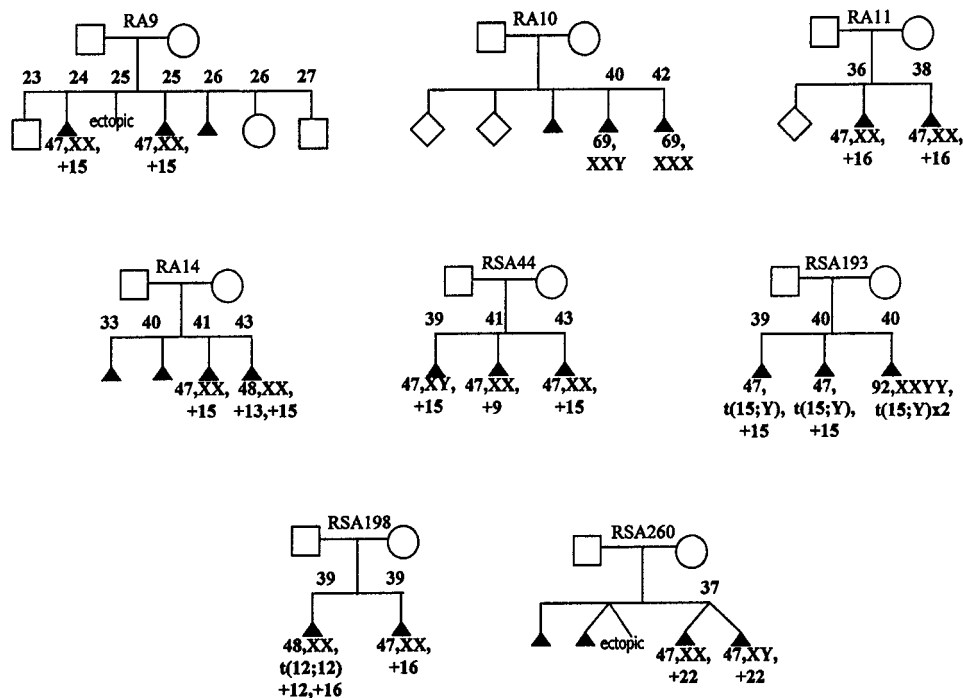 RA9
23 24 25 25 26 26 27
ectopic
47,XX,
+15
47,XX,
+15
RA10
40 42
69,
XXY
69,
XXX
RA11
36 38
47,XX,
+16
47,XX,
+16
RA14
33 40 41 43
47,XX,
+15
48,XX,
+13,+15
RSA44
39 41 43
47,XY,
+15
47,XX,
+9
47,XX,
+15
RSA193
39 40 40
47,
t(15;Y),
+15
47,
t(15;Y),
+15
92,XXYY,
t(15;Y)x2
RSA198
39 39
48,XX,
t(12;12)
+12,+16
47,XX,
+16
RSA260
37
ectopic
47,XX,
+22
47,XY,
+22